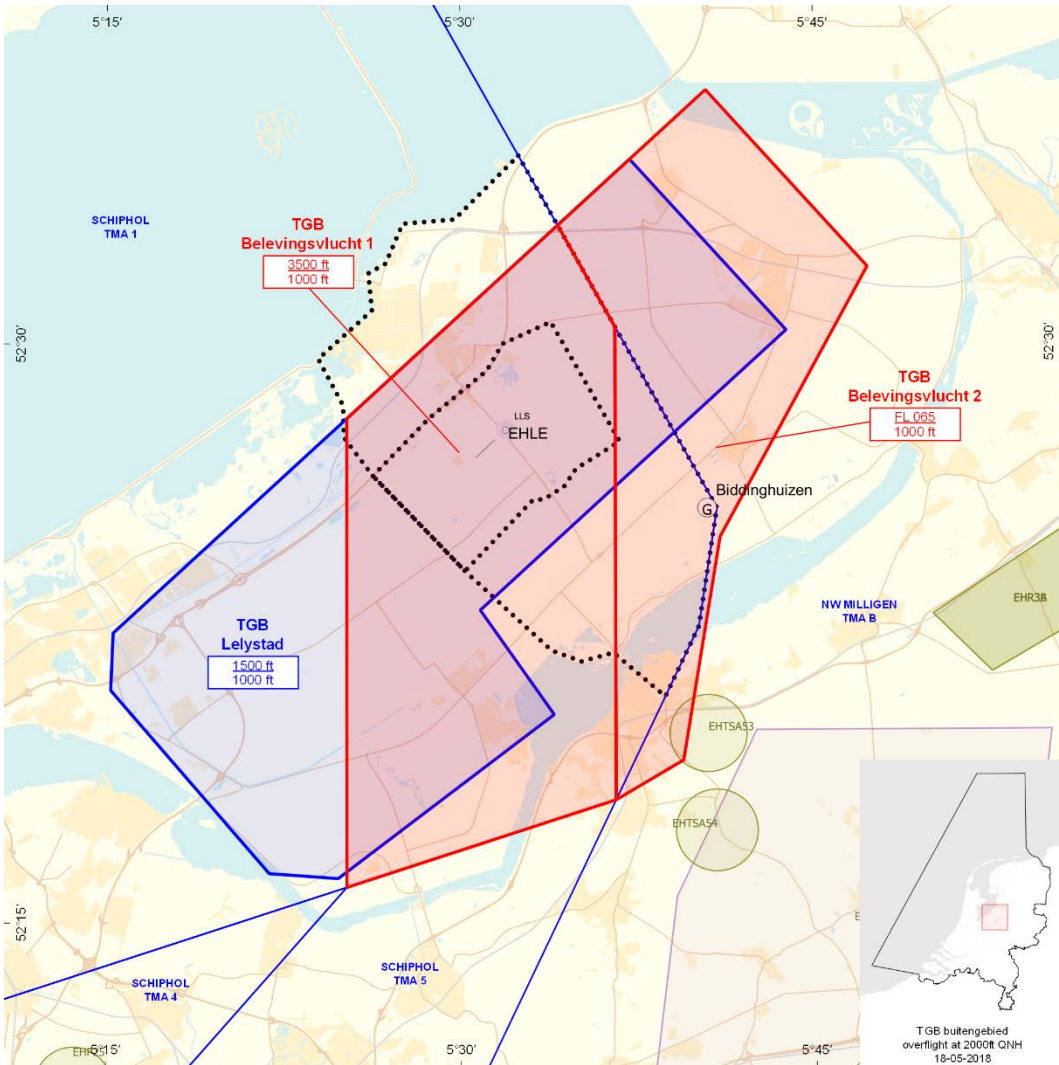 5°15'
5°30'
5°45'
SCHIPHOL
TMA 1
TGB
Belevingsvlucht 1
3500 ft
1000 ft
52°30'
52°30'
LLS
EHLE
TGB
Belevingsvlucht 2
FL 065
1000 ft
Biddinghuizen
G
NW MILLIGEN
TMA B
TGB
Lelystad
1500 ft
1000 ft
EHTSA53
EHTSA54
52°15'
SCHIPHOL
TMA 4
SCHIPHOL
TMA 5
5°15'
5°30'
5°45'
TGB buitengebied
overflight at 2000ft QNH
18-05-2018